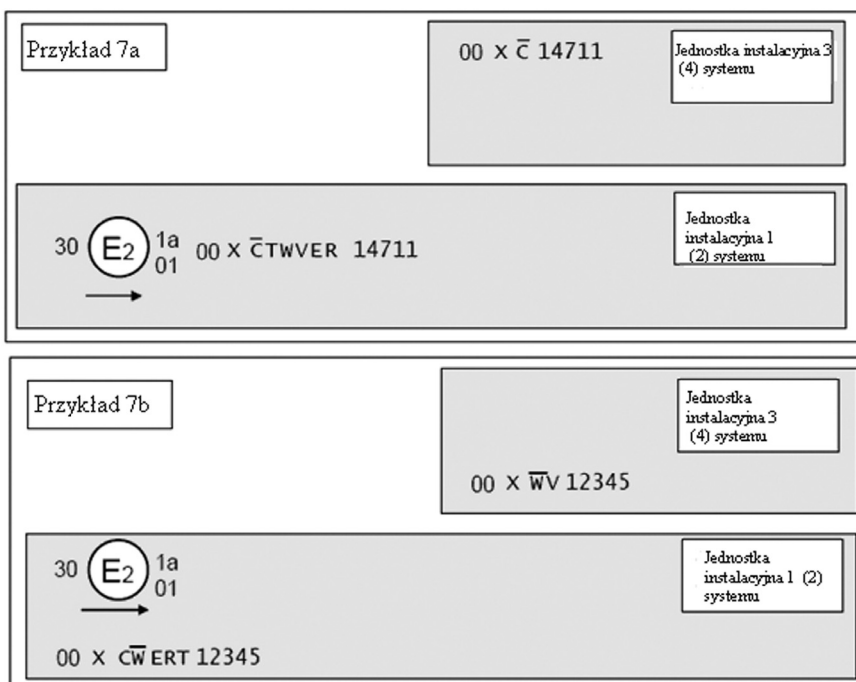 Przykład 7a
00 X C̅ 14711
Jednostka instalacyjna 3
(4) systemu
30 E2 1a
01
00 X C̅TWVER 14711
Jednostka
instalacyjna 1
(2) systemu
Przykład 7b
Jednostka
instalacyjna 3
(4) systemu
00 X W̅V 12345
30 E2 1a
01
Jednostka
instalacyjna 1 (2)
systemu
00 X CW̅ERT 12345